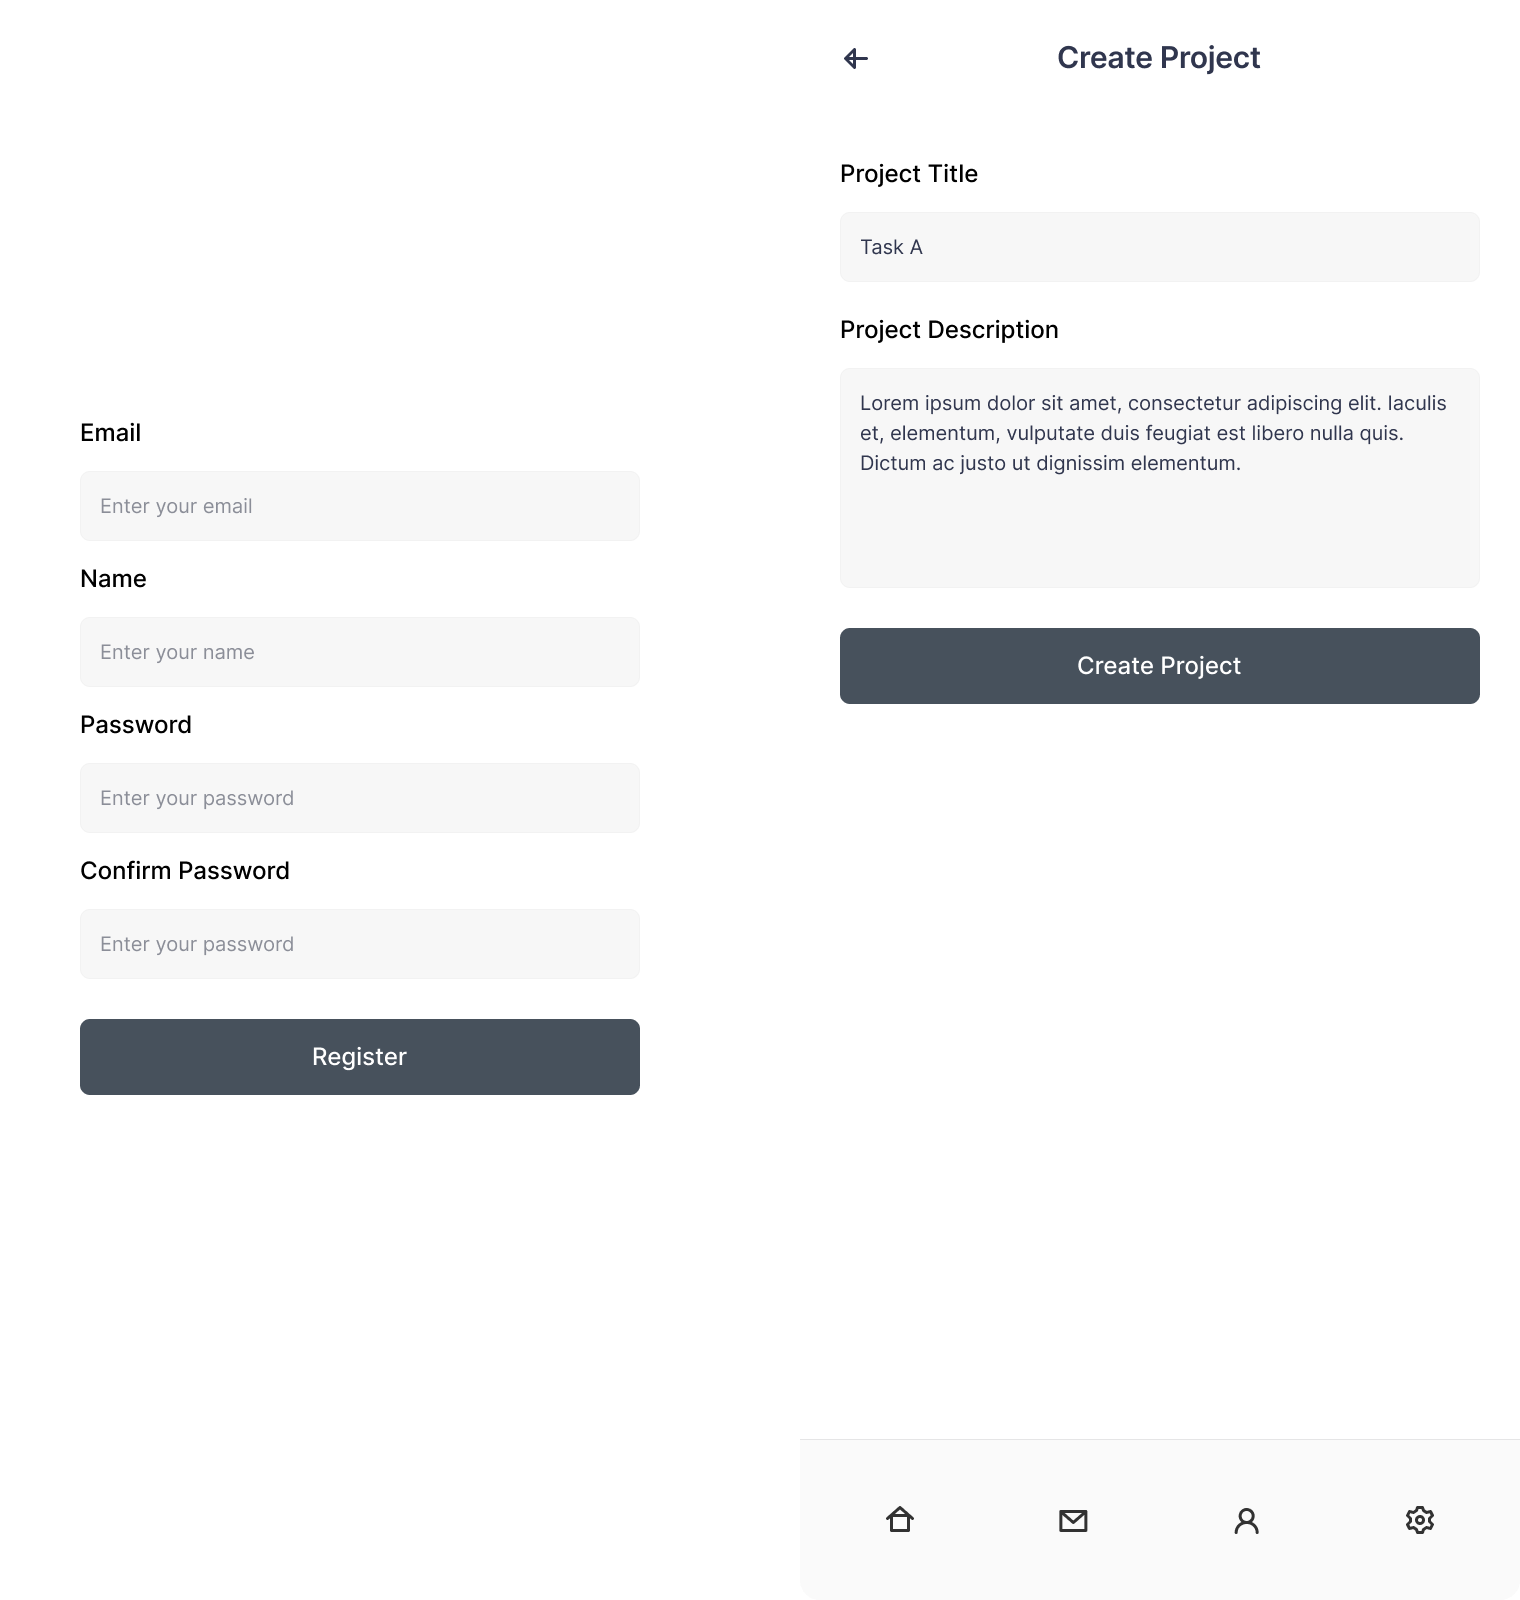 Email
Enter your email
Name
Enter your name
Password
Enter your password
Confirm Password
Enter your password
Register
Create Project
Project Title
Task A
Project Description
Lorem ipsum dolor sit amet, consectetur adipiscing elit. Iaculis
et, elementum, vulputate duis feugiat est libero nulla quis.
Dictum ac justo ut dignissim elementum.
Create Project